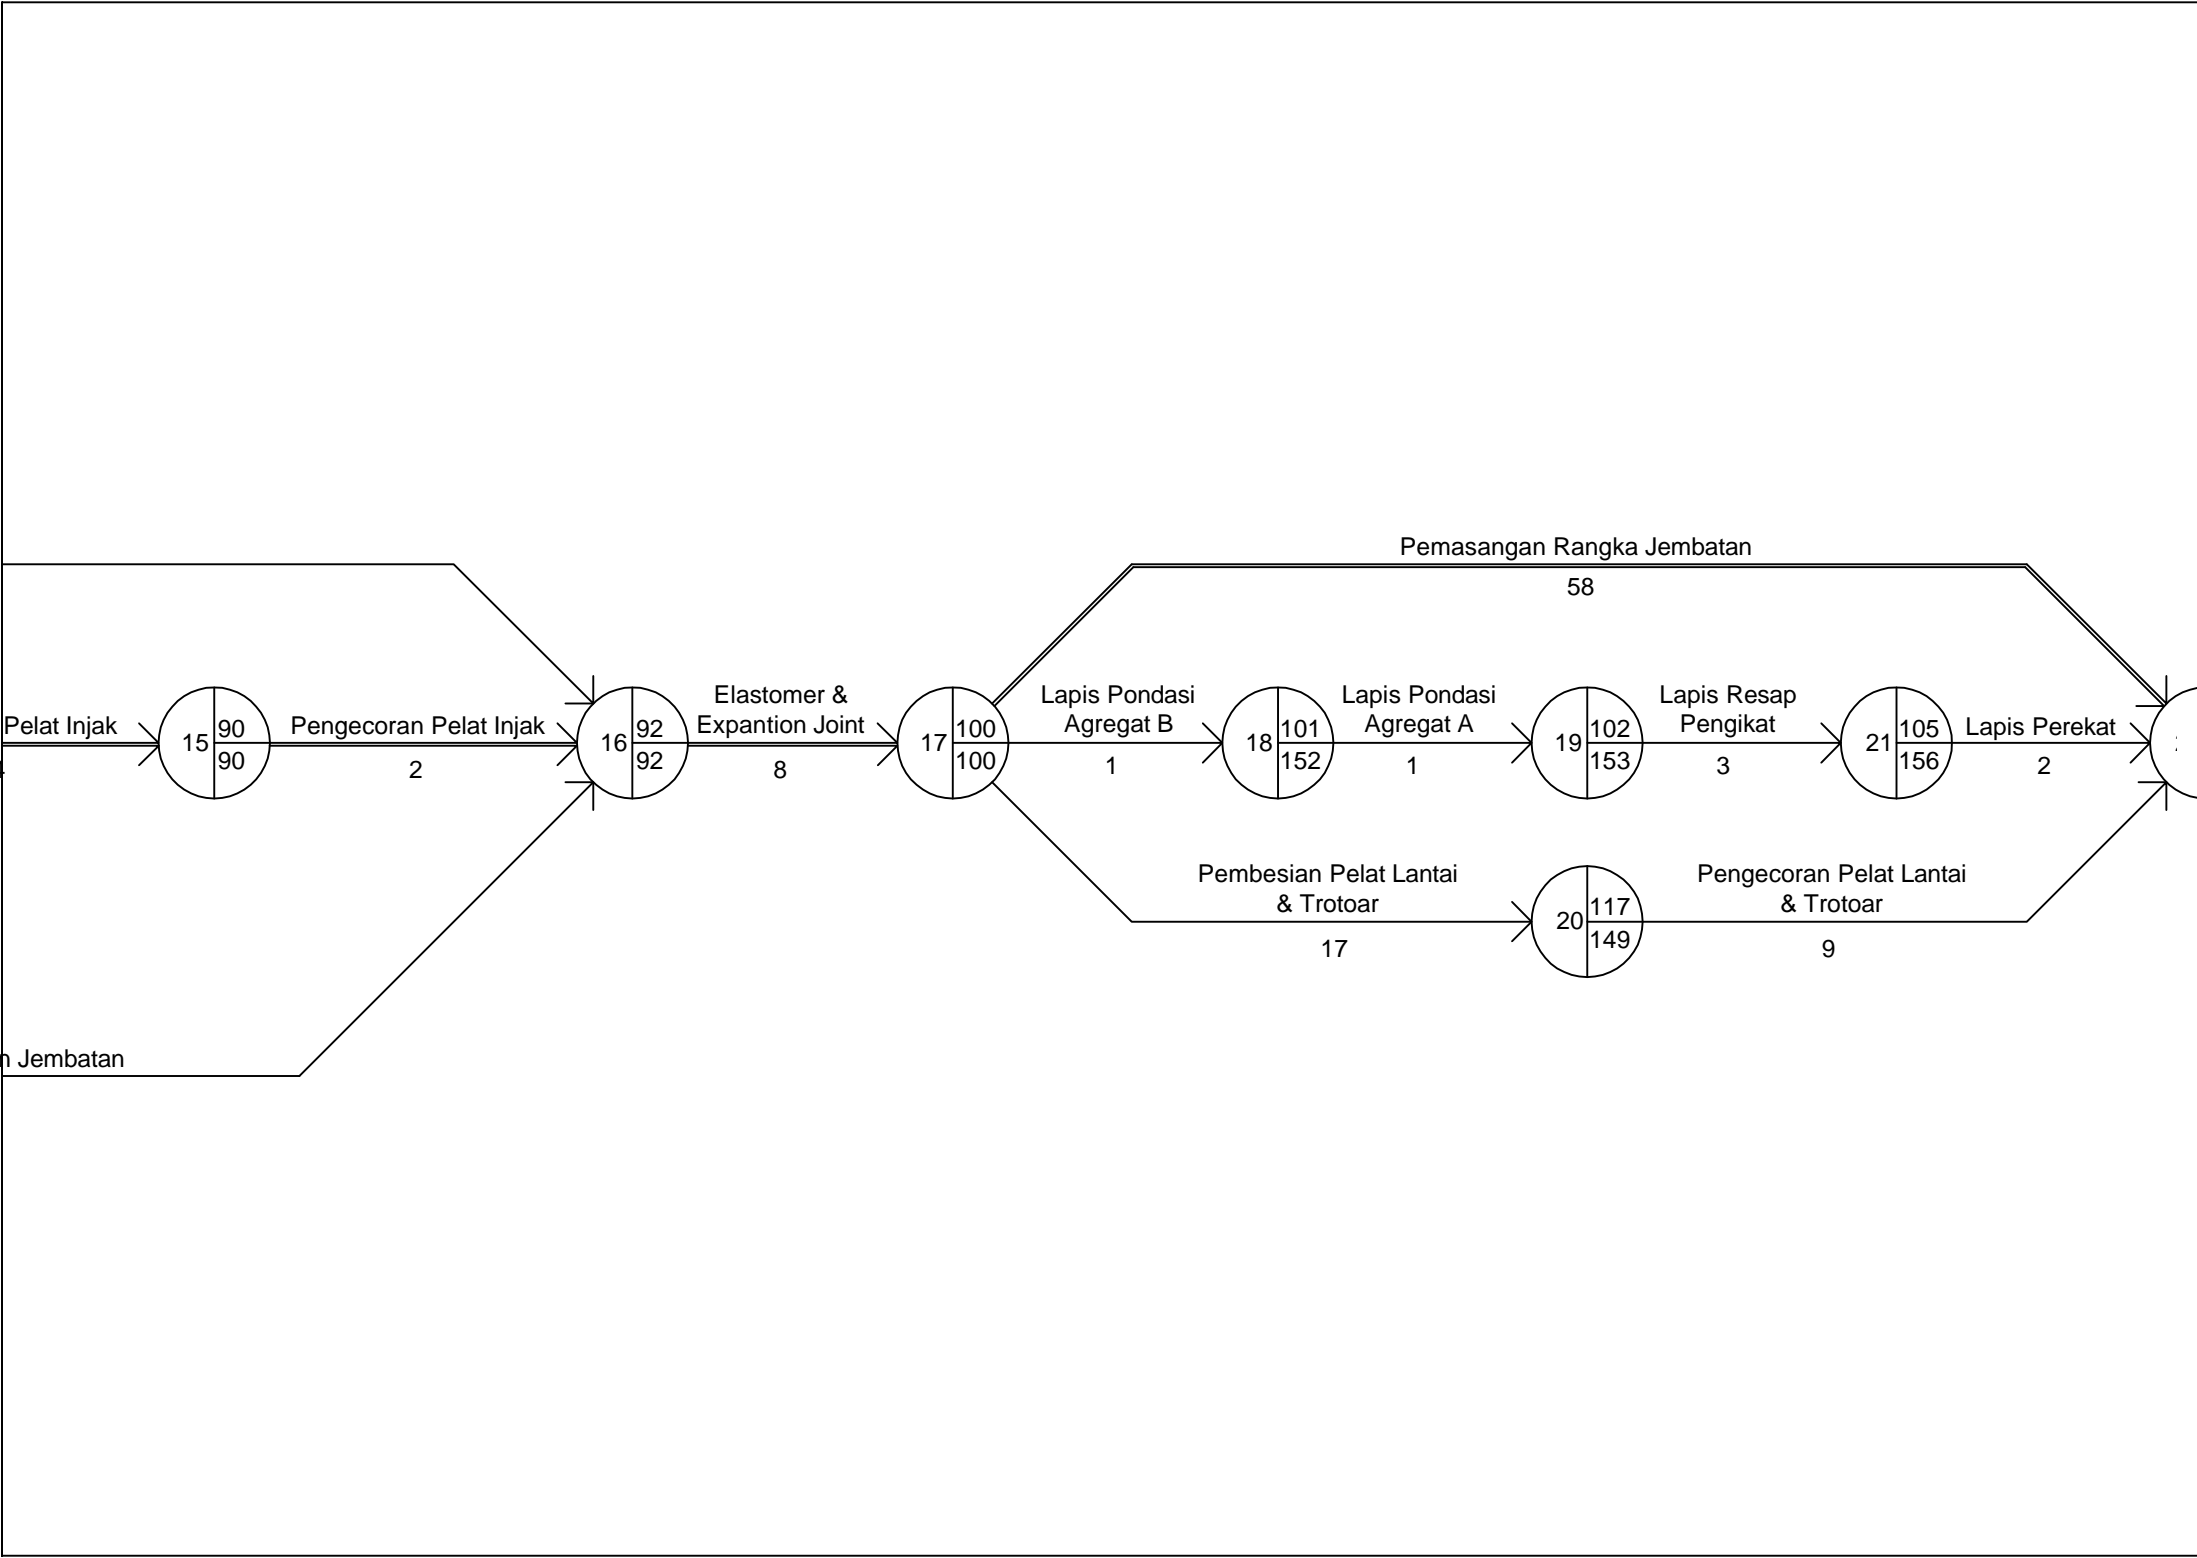 Pemasangan Rangka Jembatan
58
Pelat Injak
15
90
90
Pengecoran Pelat Injak
2
16
92
92
Elastomer &
Expantion Joint
8
17
100
100
Lapis Pondasi
Agregat B
1
18
101
152
Lapis Pondasi
Agregat A
1
19
102
153
Lapis Resap
Pengikat
3
21
105
156
Lapis Perekat
2
Pembesian Pelat Lantai
& Trotoar
17
20
117
149
Pengecoran Pelat Lantai
& Trotoar
9
Jembatan